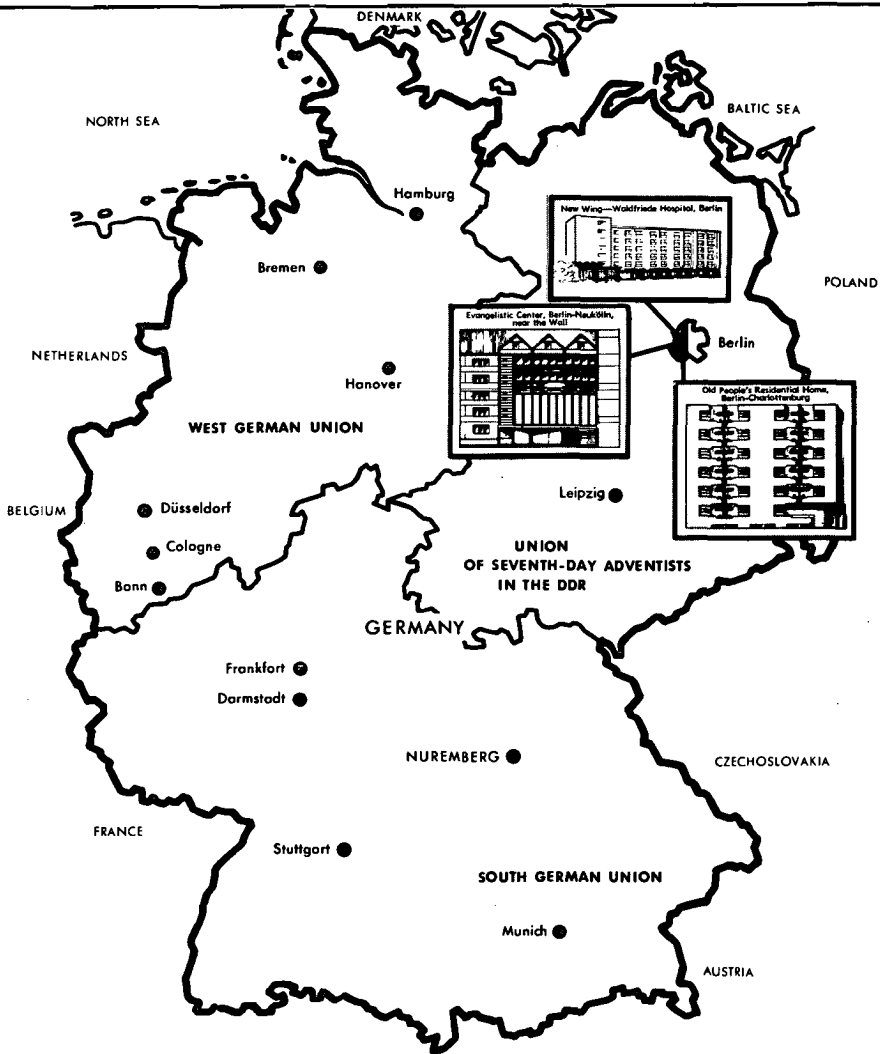 DENMARK
NORTH SEA
BALTIC SEA
Hamburg
New Wing—Waldfriede Hospital, Berlin
Bremen
POLAND
Evangelistic Center, Berlin-Neukölln,
near the Wall
Berlin
NETHERLANDS
Hanover
Old People's Residential Home,
Berlin-Charlottenburg
WEST GERMAN UNION
Leipzig
BELGIUM
Düsseldorf
Cologne
UNION
OF SEVENTH-DAY ADVENTISTS
IN THE DDR
Bonn
GERMANY
Frankfort
Darmstadt
NUREMBERG
CZECHOSLOVAKIA
FRANCE
Stuttgart
SOUTH GERMAN UNION
Munich
AUSTRIA